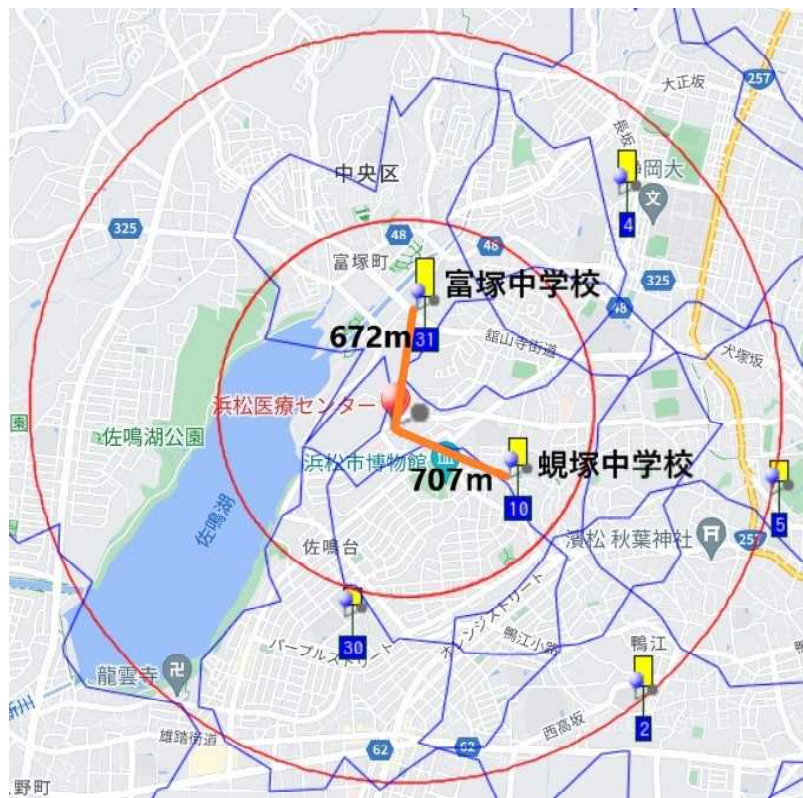 大正坂
257
長坂
静岡大
文
4
中央区
325
48
48
富塚町
富塚中学校
325
48
31
672m
舘山寺街道
犬塚坂
浜松医療センター
佐鳴湖公園
園
浜松市博物館
蜆塚中学校
707m
10
5
佐鳴湖
佐鳴台
濱松 秋葉神社
257
オレンジストリート
30
パープルストリート
鴨江小路
鴨江
龍雲寺
2
西高坂
雄踏街道
62
62
野町